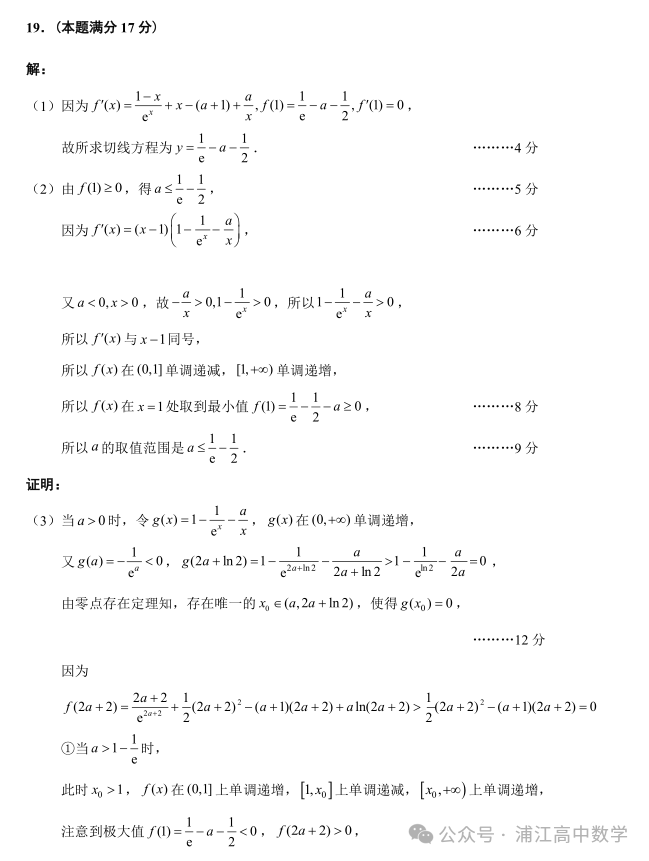 19.（本题满分 17 分）
解：
（1）因为 f′(x) = (1−x)/e^x + x − (a+1) + a/x , f(1) = 1/e − a − 1/2 , f′(1) = 0 ，
故所求切线方程为 y = 1/e − a − 1/2 . ………4 分
（2）由 f(1) ≥ 0 ，得 a ≤ 1/e − 1/2 ， ………5 分
因为 f′(x) = (x−1)(1 − 1/e^x − a/x) ， ………6 分
又 a < 0, x > 0 ，故 −a/x > 0, 1 − 1/e^x > 0 ，所以 1 − 1/e^x − a/x > 0 ，
所以 f′(x) 与 x −1 同号，
所以 f(x) 在 (0,1] 单调递减，[1,+∞) 单调递增，
所以 f(x) 在 x = 1 处取到最小值 f(1) = 1/e − 1/2 − a ≥ 0 ， ………8 分
所以 a 的取值范围是 a ≤ 1/e − 1/2 . ………9 分
证明：
（3）当 a > 0 时，令 g(x) = 1 − 1/e^x − a/x ，g(x) 在 (0,+∞) 单调递增，
又 g(a) = −1/e^a < 0 ，g(2a + ln 2) = 1 − 1/e^(2a+ln 2) − a/(2a + ln 2) > 1 − 1/e^(ln 2) − a/2a = 0 ，
由零点存在定理知，存在唯一的 x₀ ∈ (a, 2a + ln 2) ，使得 g(x₀) = 0 ，
………12 分
因为
f(2a+2) = (2a+2)/e^(2a+2) + 1/2(2a+2)² − (a+1)(2a+2) + a ln(2a+2) > 1/2(2a+2)² − (a+1)(2a+2) = 0
①当 a > 1 − 1/e 时，
此时 x₀ > 1 ，f(x) 在 (0,1] 上单调递增，[1, x₀] 上单调递减，[x₀, +∞) 上单调递增，
注意到极大值 f(1) = 1/e − a − 1/2 < 0 ，f(2a+2) > 0 ，
公众号 · 浦江高中数学